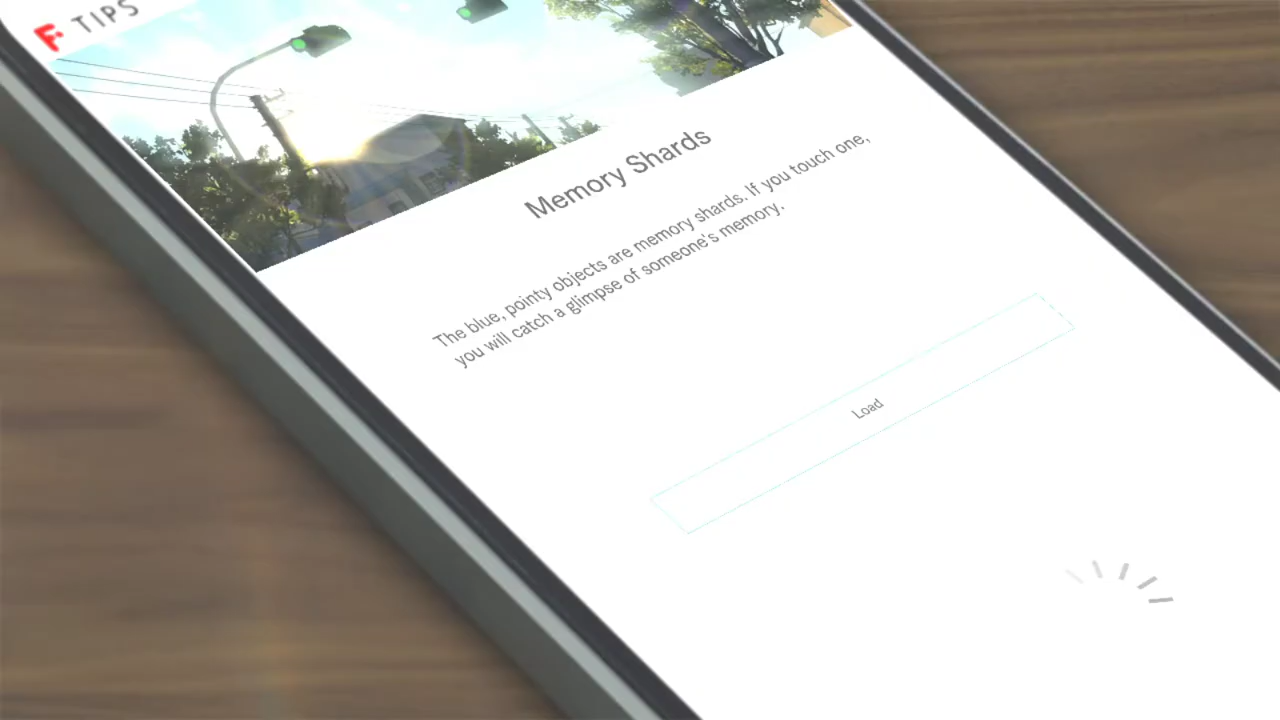 F TIPS
Memory Shards
The blue, pointy objects are memory shards. If you touch one,
you will catch a glimpse of someone's memory.
Load